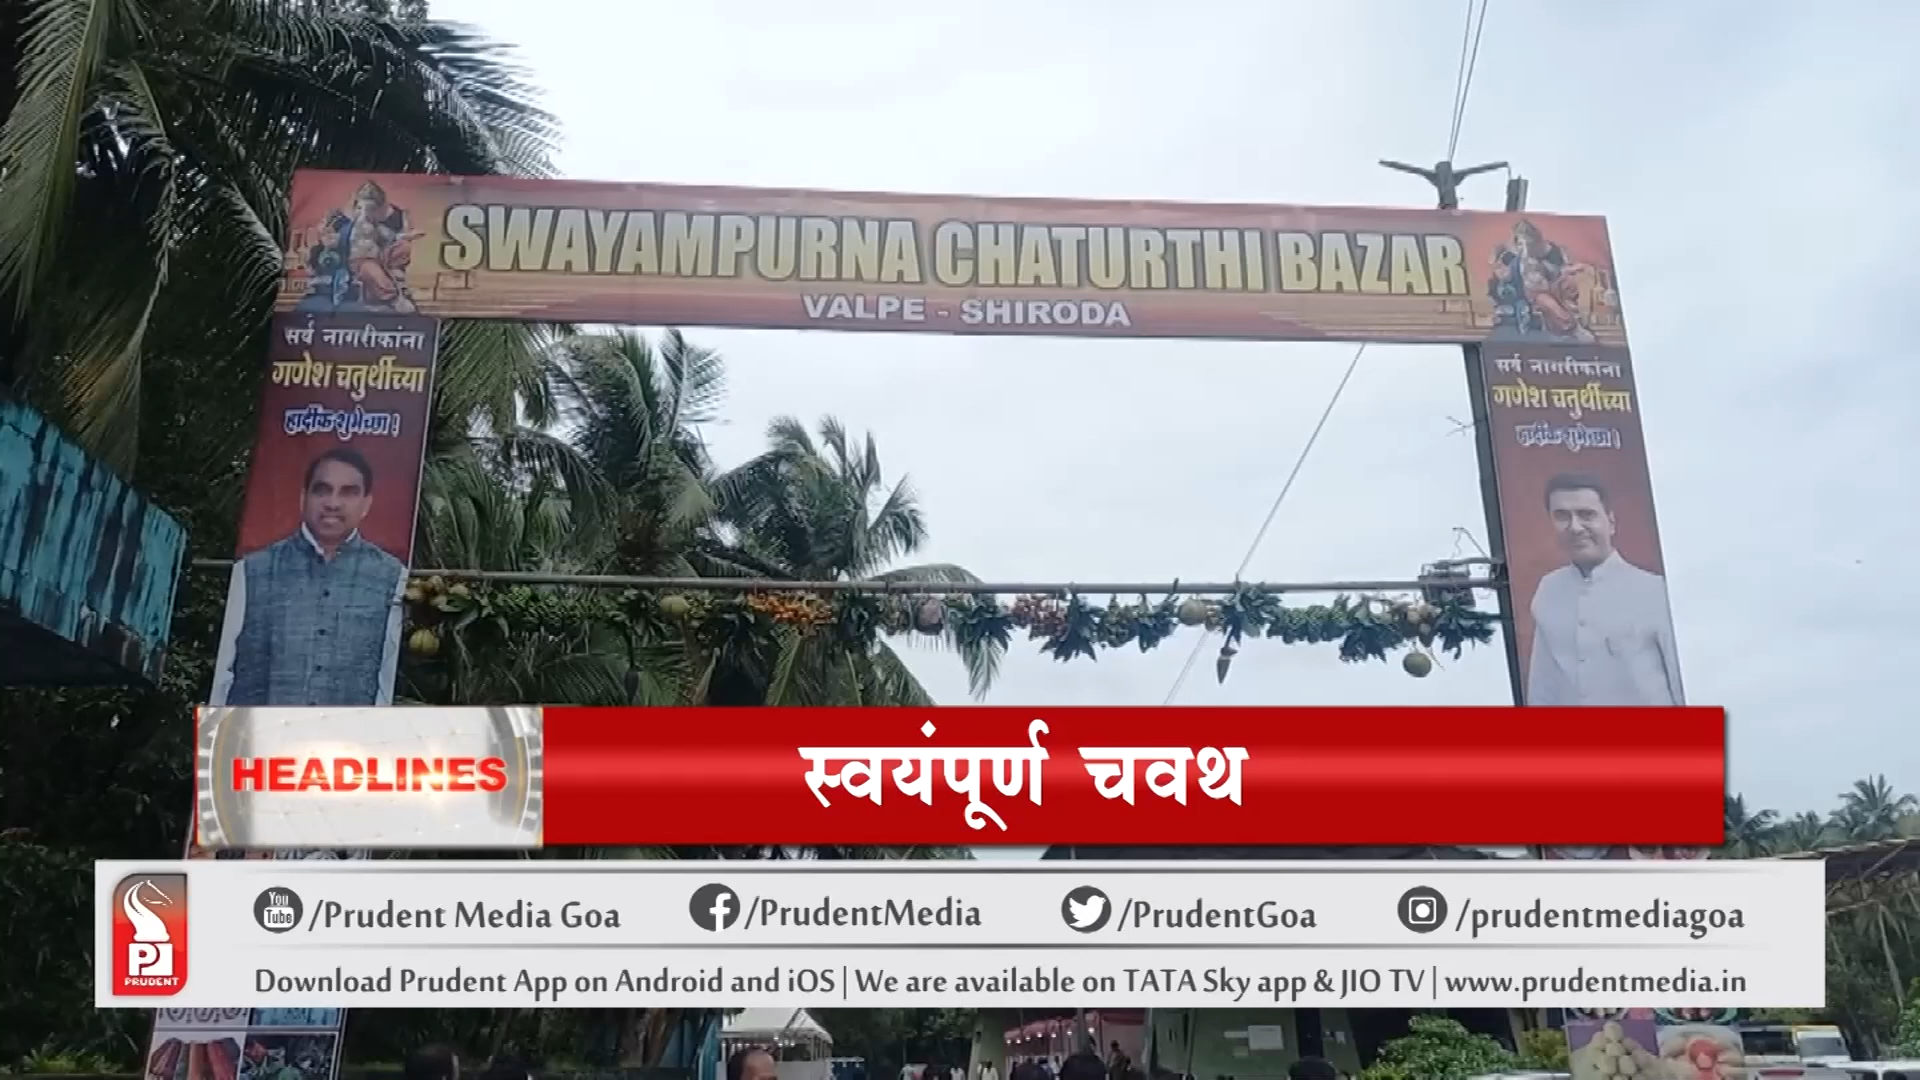 SWAYAMPURNA CHATURTHI BAZAR
VALPE - SHIRODA
सर्व नागरीकांना
गणेश चतुर्थीच्या
हार्दीक शुभेच्छा!
सर्व नागरीकांना
गणेश चतुर्थीच्या
हार्दीक शुभेच्छा!
HEADLINES
स्वयंपूर्ण चवथ
You Tube /Prudent Media Goa
/PrudentMedia
/PrudentGoa
/prudentmediagoa
PRUDENT
Download Prudent App on Android and iOS | We are available on TATA Sky app & JIO TV | www.prudentmedia.in